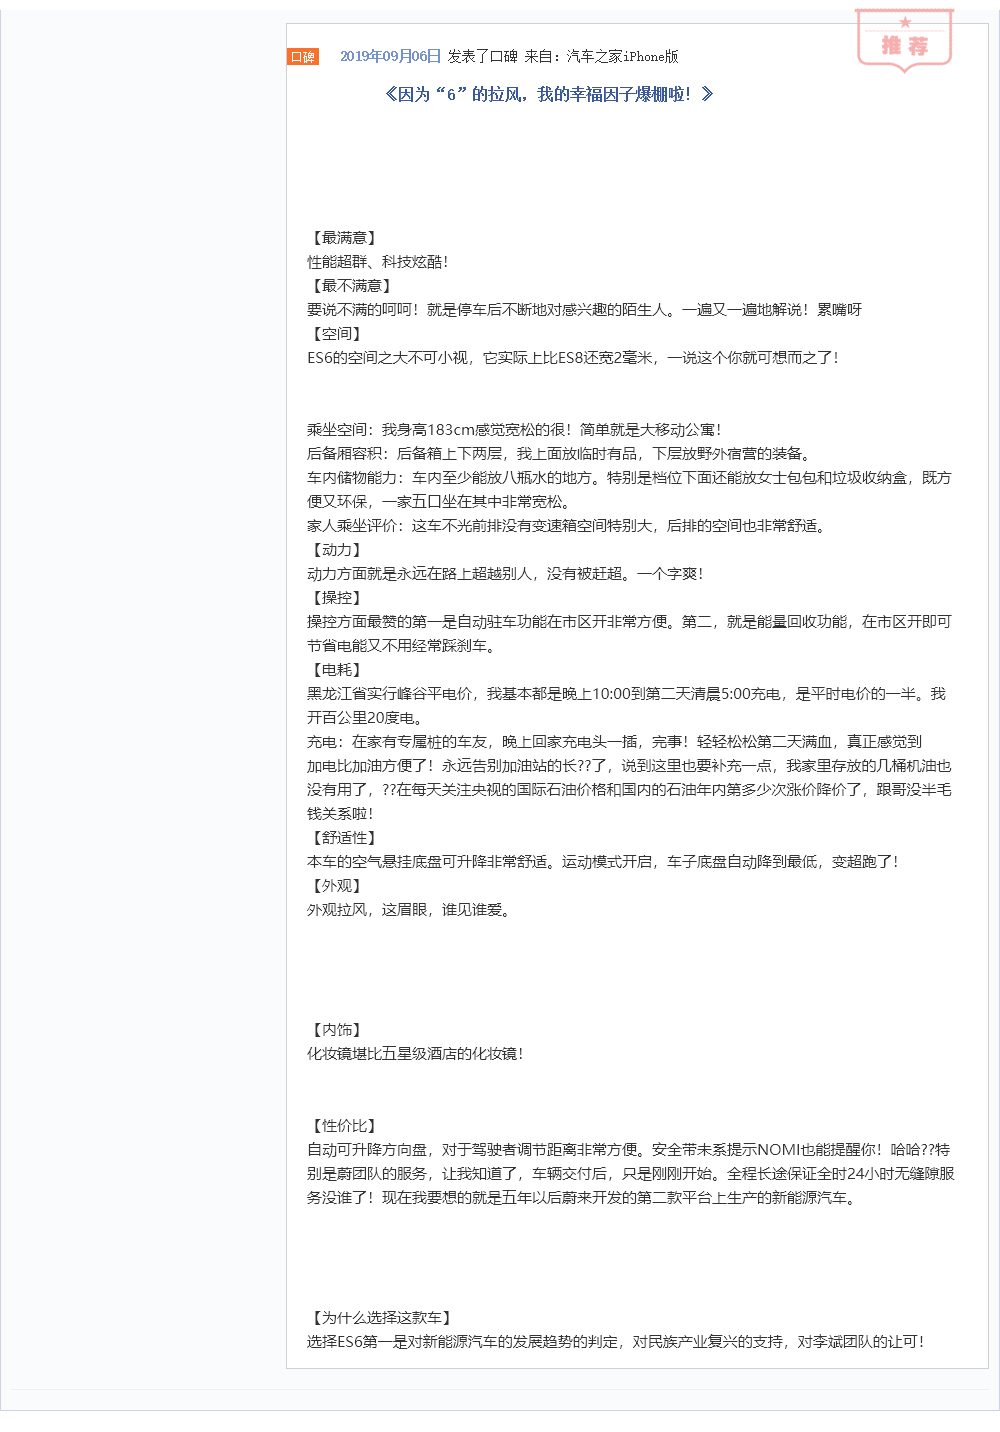 推荐
口碑 2019年09月06日 发表了口碑 来自：汽车之家iPhone版
《因为“6”的拉风，我的幸福因子爆棚啦！》
【最满意】
性能超群、科技炫酷！
【最不满意】
要说不满的呵呵！就是停车后不断地对感兴趣的陌生人。一遍又一遍地解说！累嘴呀
【空间】
ES6的空间之大不可小视，它实际上比ES8还宽2毫米，一说这个你就可想而之了！
乘坐空间：我身高183cm感觉宽松的很！简单就是大移动公寓！
后备厢容积：后备箱上下两层，我上面放临时有品，下层放野外宿营的装备。
车内储物能力：车内至少能放八瓶水的地方。特别是档位下面还能放女士包包和垃圾收纳盒，既方
便又环保，一家五口坐在其中非常宽松。
家人乘坐评价：这车不光前排没有变速箱空间特别大，后排的空间也非常舒适。
【动力】
动力方面就是永远在路上超越别人，没有被赶超。一个字爽！
【操控】
操控方面最赞的第一是自动驻车功能在市区开非常方便。第二，就是能量回收功能，在市区开即可
节省电能又不用经常踩刹车。
【电耗】
黑龙江省实行峰谷平电价，我基本都是晚上10:00到第二天清晨5:00充电，是平时电价的一半。我
开百公里20度电。
充电：在家有专属桩的车友，晚上回家充电头一插，完事！轻轻松松第二天满血，真正感觉到
加电比加油方便了！永远告别加油站的长??了，说到这里也要补充一点，我家里存放的几桶机油也
没有用了，??在每天关注央视的国际石油价格和国内的石油年内第多少次涨价降价了，跟哥没半毛
钱关系啦！
【舒适性】
本车的空气悬挂底盘可升降非常舒适。运动模式开启，车子底盘自动降到最低，变超跑了！
【外观】
外观拉风，这眉眼，谁见谁爱。
【内饰】
化妆镜堪比五星级酒店的化妆镜！
【性价比】
自动可升降方向盘，对于驾驶者调节距离非常方便。安全带未系提示NOMI也能提醒你！哈哈??特
别是蔚团队的服务，让我知道了，车辆交付后，只是刚刚开始。全程长途保证全时24小时无缝隙服
务没谁了！现在我要想的就是五年以后蔚来开发的第二款平台上生产的新能源汽车。
【为什么选择这款车】
选择ES6第一是对新能源汽车的发展趋势的判定，对民族产业复兴的支持，对李斌团队的让可！